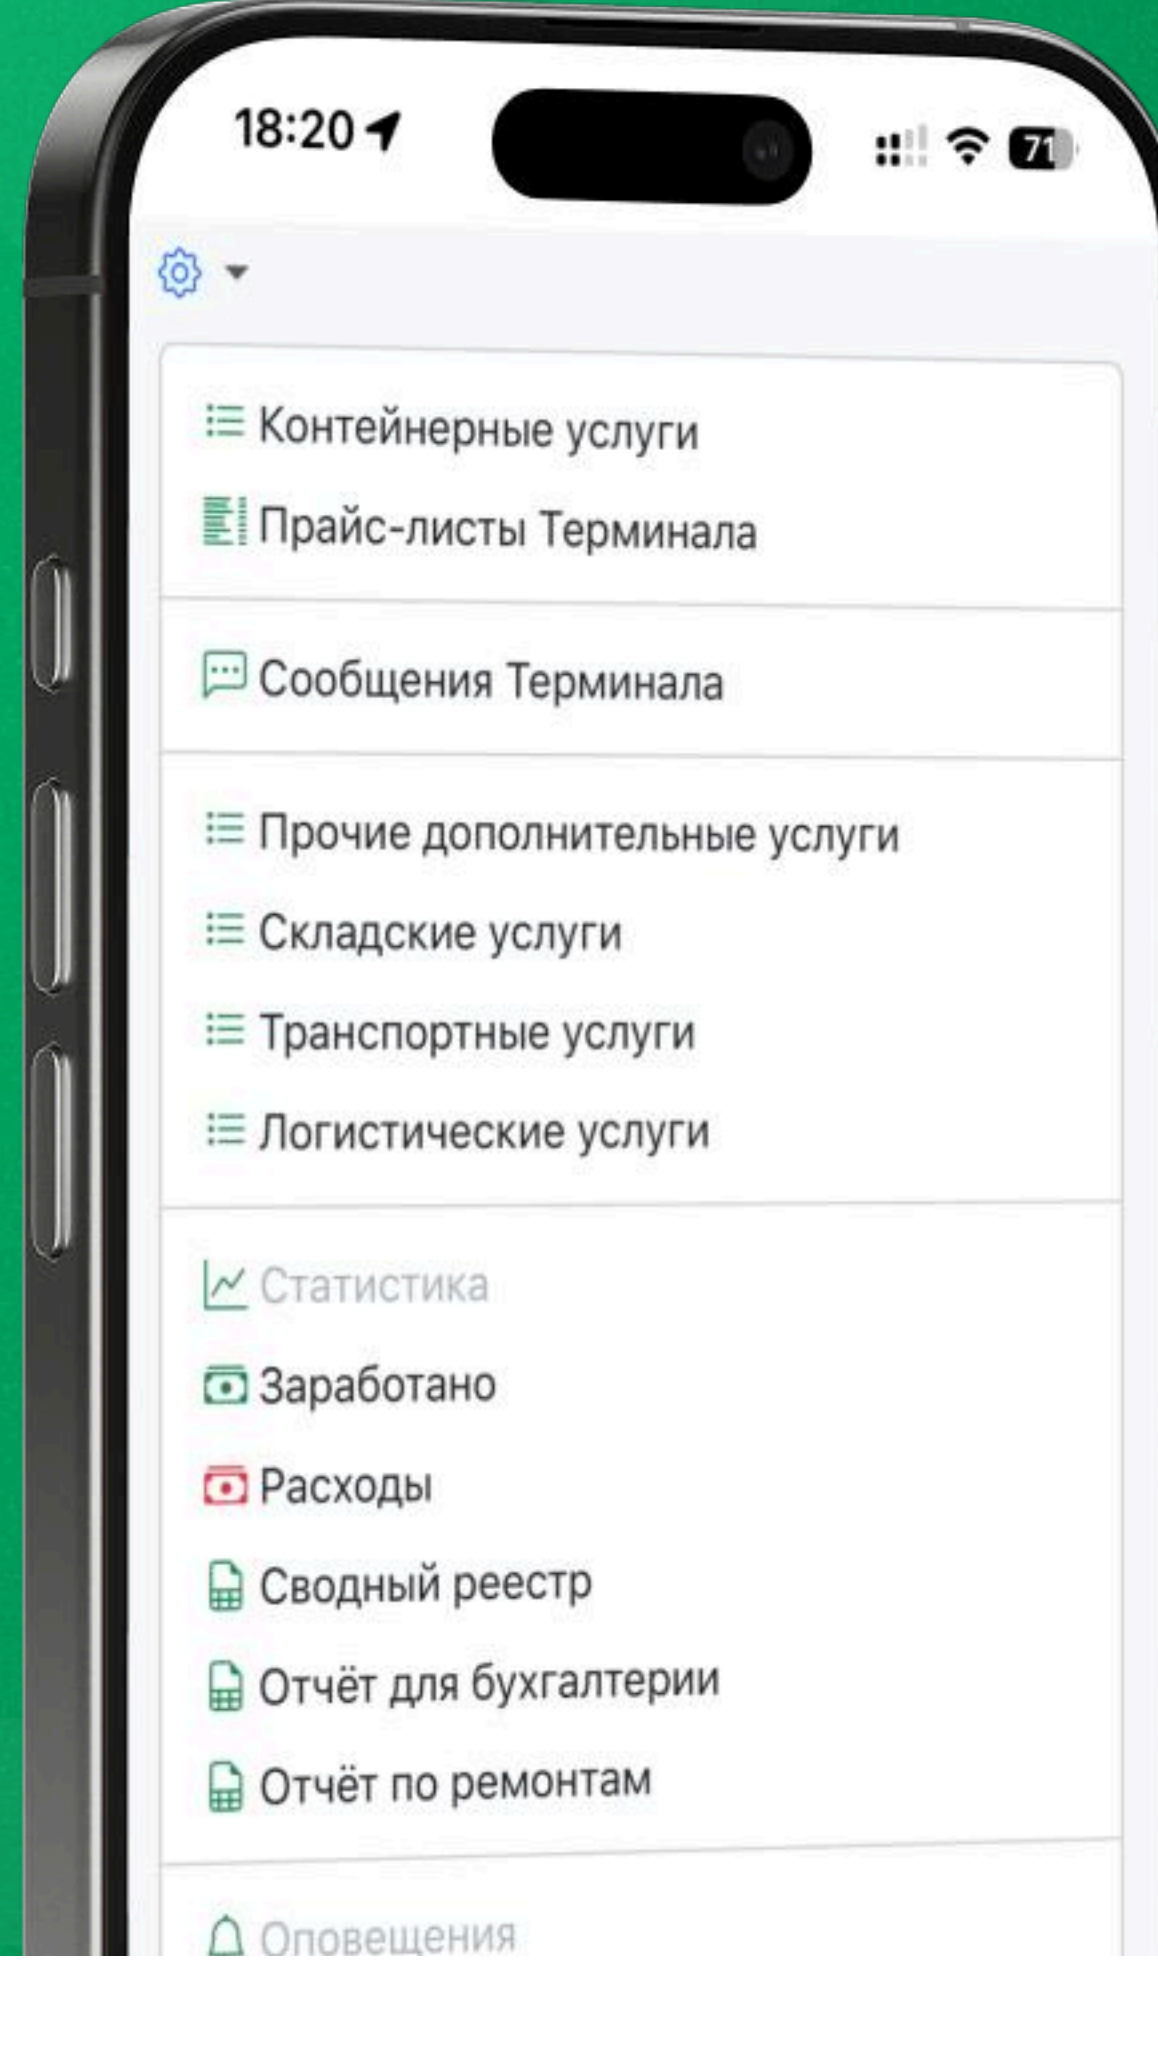 18:20
71
Контейнерные услуги
Прайс-листы Терминала
Сообщения Терминала
Прочие дополнительные услуги
Складские услуги
Транспортные услуги
Логистические услуги
Статистика
Заработано
Расходы
Сводный реестр
Отчёт для бухгалтерии
Отчёт по ремонтам
Оповещения